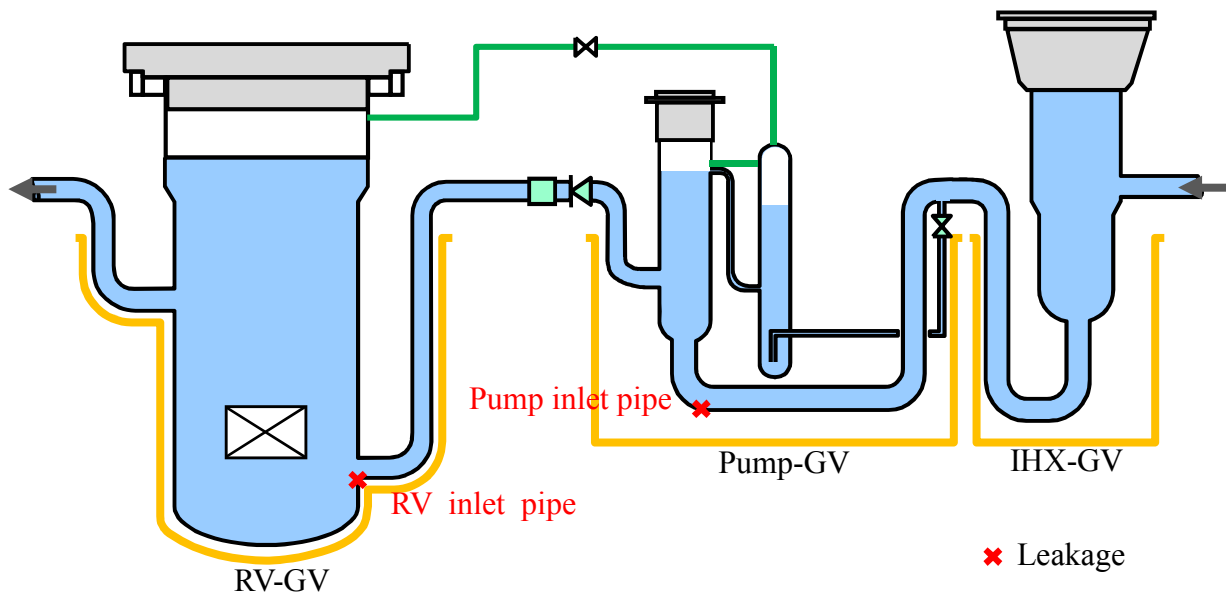 Pump inlet pipe
Pump-GV
IHX-GV
RV inlet pipe
Leakage
RV-GV